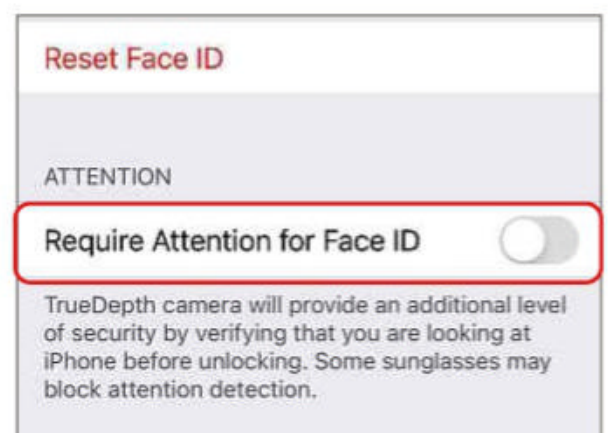 Reset Face ID
ATTENTION
Require Attention for Face ID
TrueDepth camera will provide an additional level
of security by verifying that you are looking at
iPhone before unlocking. Some sunglasses may
block attention detection.